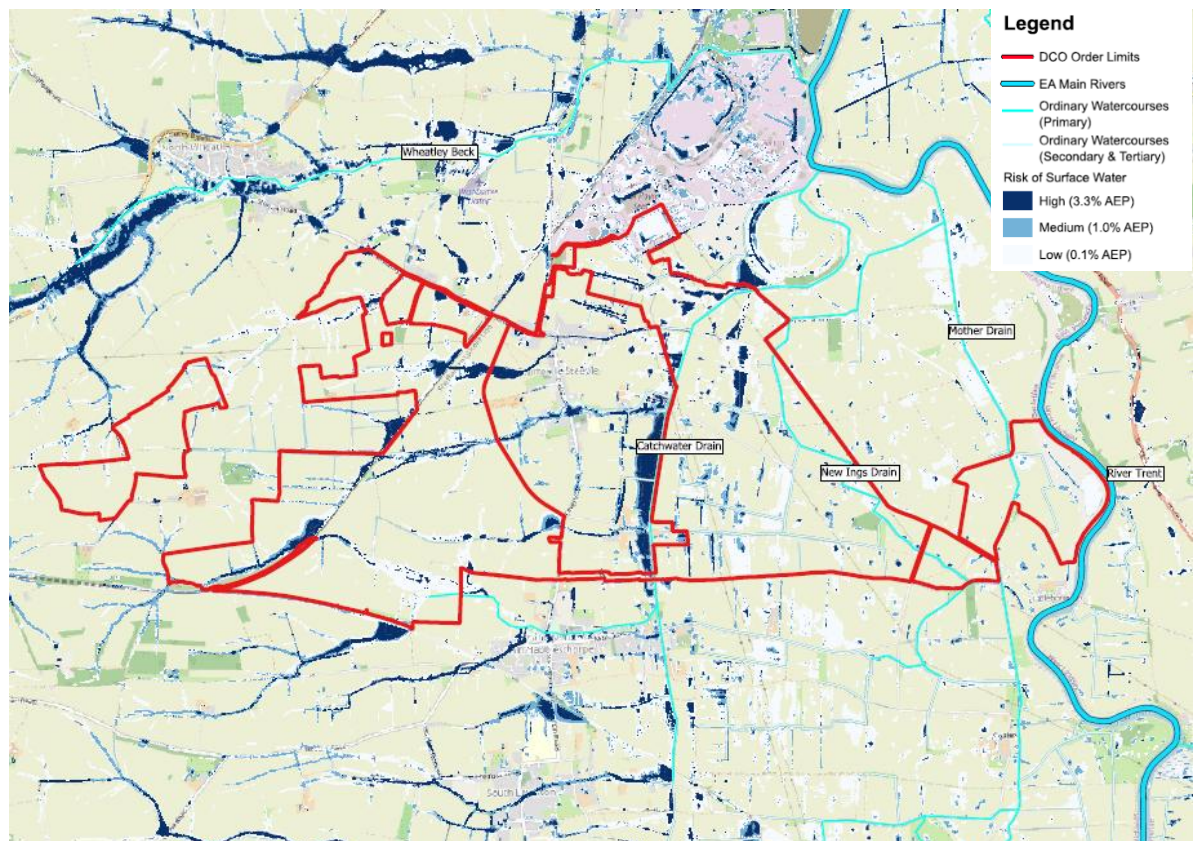 Legend
DCO Order Limits
EA Main Rivers
Ordinary Watercourses
(Primary)
Ordinary Watercourses
(Secondary & Tertiary)
Risk of Surface Water
High (3.3% AEP)
Medium (1.0% AEP)
Low (0.1% AEP)
Wheatley Beck
North Wheatley
Mother Drain
Catchwater Drain
New Ings Drain
River Trent